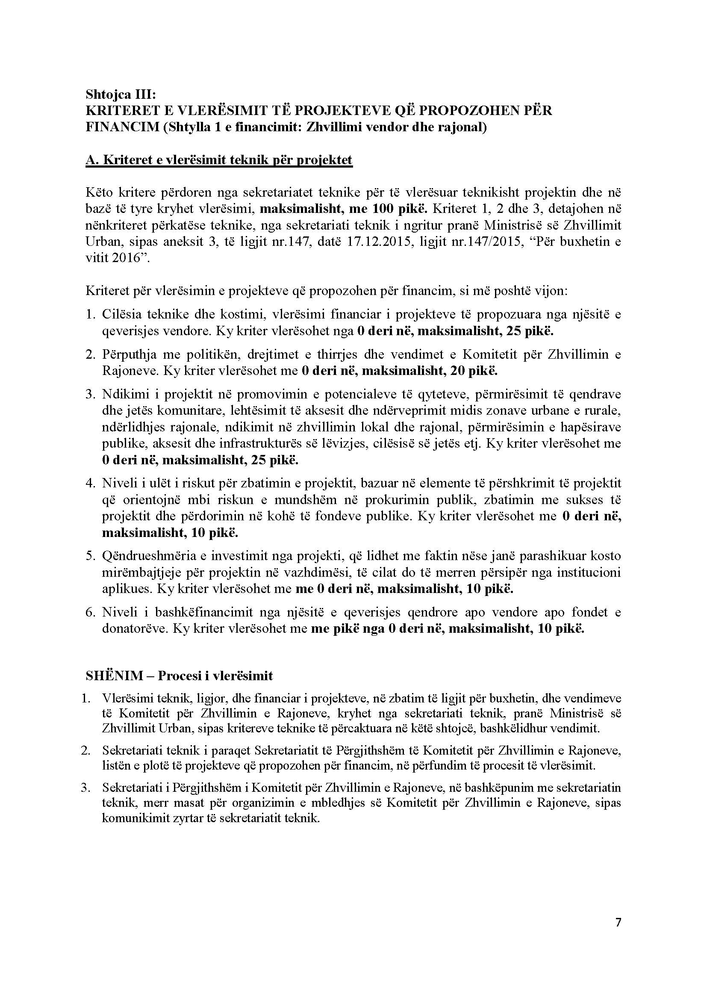 Shtojca III:
KRITERET E VLERËSIMIT TË PROJEKTEVE QË PROPOZOHEN PËR
FINANCIM (Shtylla 1 e financimit: Zhvillimi vendor dhe rajonal)
A. Kriteret e vlerësimit teknik për projektet
Këto kritere përdoren nga sekretariatet teknike për të vlerësuar teknikisht projektin dhe në
bazë të tyre kryhet vlerësimi, maksimalisht, me 100 pikë. Kriteret 1, 2 dhe 3, detajohen në
nënkriteret përkatëse teknike, nga sekretariati teknik i ngritur pranë Ministrisë së Zhvillimit
Urban, sipas aneksit 3, të ligjit nr.147, datë 17.12.2015, ligjit nr.147/2015, “Për buxhetin e
vitit 2016”.
Kriteret për vlerësimin e projekteve që propozohen për financim, si më poshtë vijon:
1. Cilësia teknike dhe kostimi, vlerësimi financiar i projekteve të propozuara nga njësitë e
qeverisjes vendore. Ky kriter vlerësohet nga 0 deri në, maksimalisht, 25 pikë.
2. Përputhja me politikën, drejtimet e thirrjes dhe vendimet e Komitetit për Zhvillimin e
Rajoneve. Ky kriter vlerësohet me 0 deri në, maksimalisht, 20 pikë.
3. Ndikimi i projektit në promovimin e potencialeve të qyteteve, përmirësimit të qendrave
dhe jetës komunitare, lehtësimit të aksesit dhe ndërveprimit midis zonave urbane e rurale,
ndërlidhjes rajonale, ndikimit në zhvillimin lokal dhe rajonal, përmirësimin e hapësirave
publike, aksesit dhe infrastrukturës së lëvizjes, cilësisë së jetës etj. Ky kriter vlerësohet me
0 deri në, maksimalisht, 25 pikë.
4. Niveli i ulët i riskut për zbatimin e projektit, bazuar në elemente të përshkrimit të projektit
që orientojnë mbi riskun e mundshëm në prokurimin publik, zbatimin me sukses të
projektit dhe përdorimin në kohë të fondeve publike. Ky kriter vlerësohet me 0 deri në,
maksimalisht, 10 pikë.
5. Qëndrueshmëria e investimit nga projekti, që lidhet me faktin nëse janë parashikuar kosto
mirëmbajtjeje për projektin në vazhdimësi, të cilat do të merren përsipër nga institucioni
aplikues. Ky kriter vlerësohet me me 0 deri në, maksimalisht, 10 pikë.
6. Niveli i bashkëfinancimit nga njësitë e qeverisjes qendrore apo vendore apo fondet e
donatorëve. Ky kriter vlerësohet me me pikë nga 0 deri në, maksimalisht, 10 pikë.
SHËNIM – Procesi i vlerësimit
1. Vlerësimi teknik, ligjor, dhe financiar i projekteve, në zbatim të ligjit për buxhetin, dhe vendimeve
të Komitetit për Zhvillimin e Rajoneve, kryhet nga sekretariati teknik, pranë Ministrisë së
Zhvillimit Urban, sipas kritereve teknike të përcaktuara në këtë shtojcë, bashkëlidhur vendimit.
2. Sekretariati teknik i paraqet Sekretariatit të Përgjithshëm të Komitetit për Zhvillimin e Rajoneve,
listën e plotë të projekteve që propozohen për financim, në përfundim të procesit të vlerësimit.
3. Sekretariati i Përgjithshëm i Komitetit për Zhvillimin e Rajoneve, në bashkëpunim me sekretariatin
teknik, merr masat për organizimin e mbledhjes së Komitetit për Zhvillimin e Rajoneve, sipas
komunikimit zyrtar të sekretariatit teknik.
7